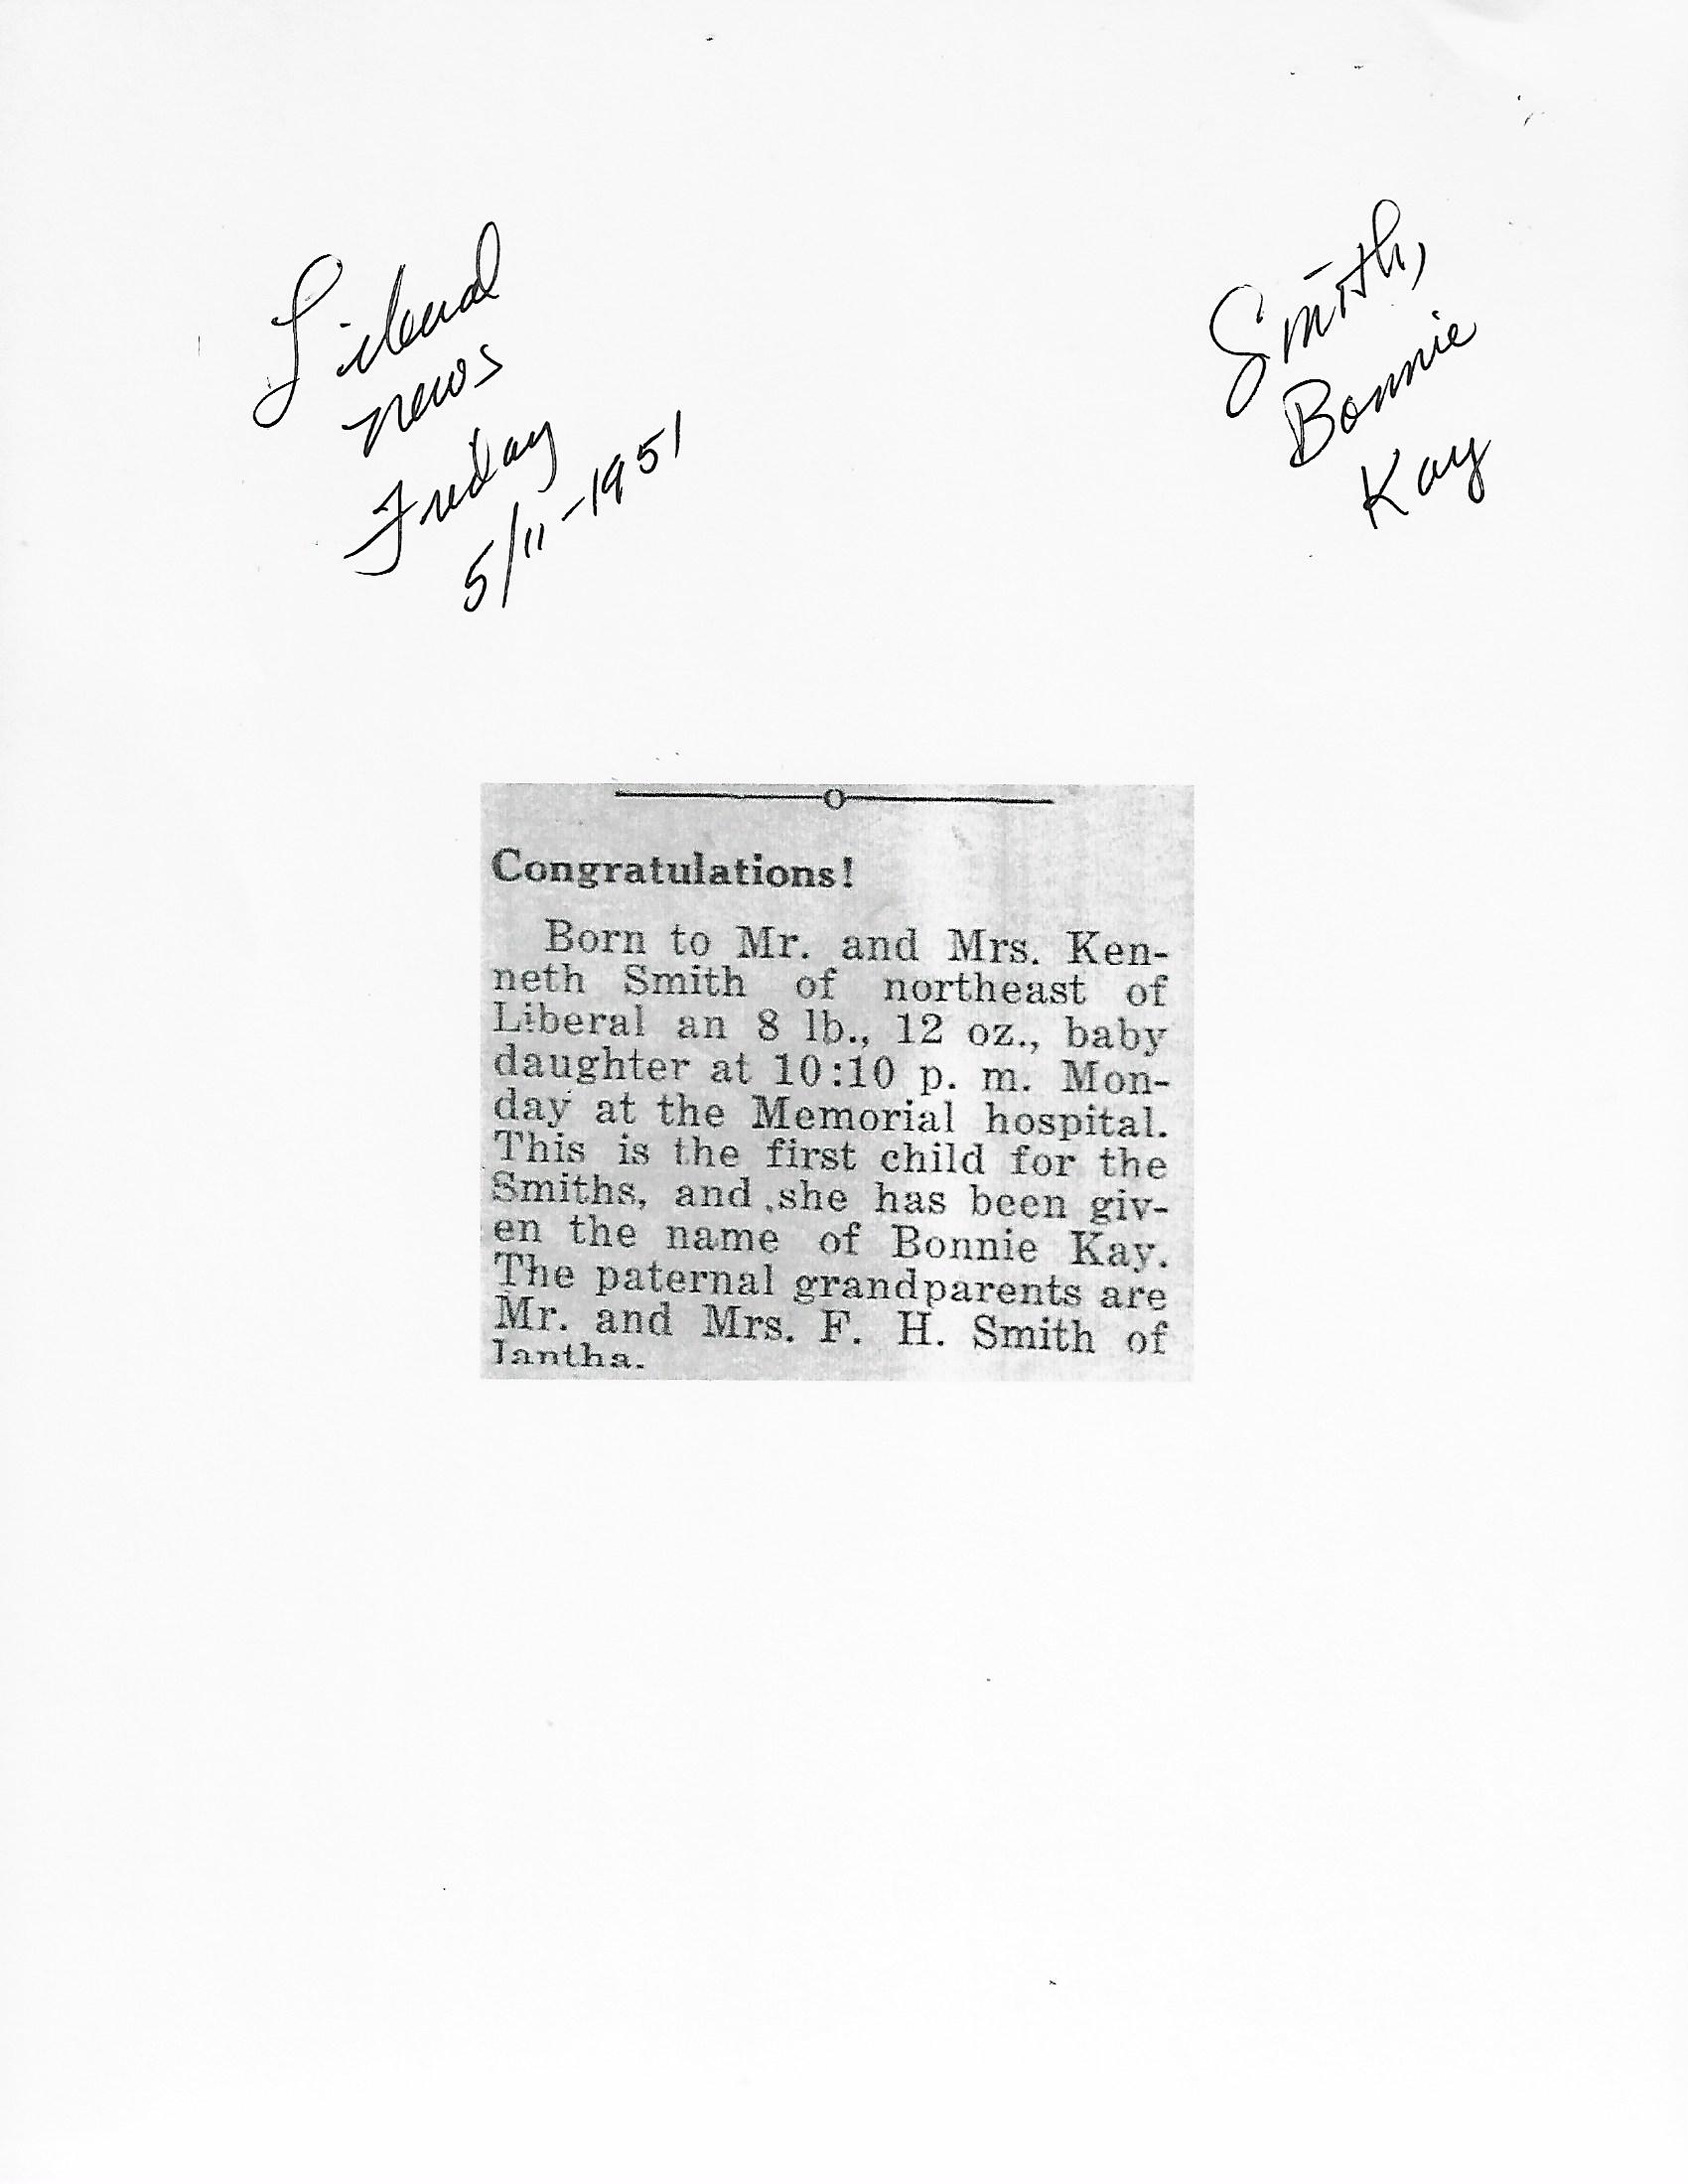 Liberal
news
Friday
5/11-1951
Smith,
Bonnie
Kay
Congratulations!
Born to Mr. and Mrs. Ken-
neth Smith of northeast of
Liberal an 8 lb., 12 oz., baby
daughter at 10:10 p. m. Mon-
day at the Memorial hospital.
This is the first child for the
Smiths, and she has been giv-
en the name of Bonnie Kay.
The paternal grandparents are
Mr. and Mrs. F. H. Smith of
Iantha.